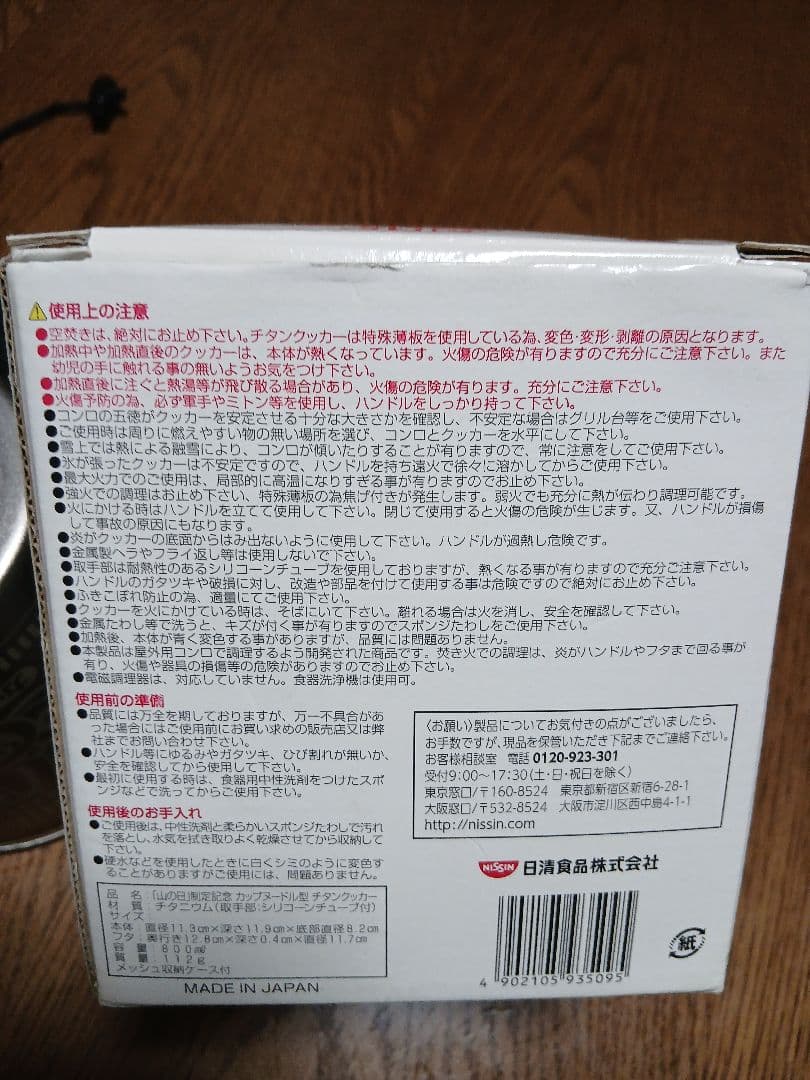 ⚠使用上の注意
●空焚きは、絶対にお止め下さい。チタンクッカーは特殊薄板を使用している為、変色・変形・剥離の原因となります。
●加熱中や加熱直後のクッカーは、本体が熱くなっています。火傷の危険が有りますので充分にご注意下さい。また
幼児の手に触れる事の無いようお気をつけ下さい。
●加熱直後に注ぐと熱湯等が飛び散る場合があり、火傷の危険が有ります。充分にご注意下さい。
●火傷予防の為、必ず軍手やミトン等を使用し、ハンドルをしっかり持って下さい。
●コンロの五徳がクッカーを安定させる十分な大きさかを確認し、不安定な場合はグリル台等をご使用下さい。
●ご使用時は周りに燃えやすい物の無い場所を選び、コンロとクッカーを水平にして下さい。
●雪上では熱による融雪により、コンロが傾いたりすることが有りますので、常に注意をしてご使用下さい。
●氷が張ったクッカーは不安定ですので、ハンドルを持ち遠火で徐々に溶かしてからご使用下さい。
●最大火力でのご使用は、局部的に高温になりすぎる事が有りますのでお止め下さい。
●強火での調理はお止め下さい、特殊薄板の為焦げ付きが発生します。弱火でも充分に熱が伝わり調理可能です。
●火にかける時はハンドルを立てて使用して下さい。閉じて使用すると火傷の危険が生じます。又、ハンドルが損傷
して事故の原因にもなります。
●炎がクッカーの底面からはみ出ないように使用して下さい。ハンドルが過熱し危険です。
●金属製ヘラやフライ返し等は使用しないで下さい。
●取手部は耐熱性のあるシリコーンチューブを使用しておりますが、熱くなる事が有りますので充分ご注意下さい。
●ハンドルのガタツキや破損に対し、改造や部品を付けて使用する事は危険ですので絶対にお止め下さい。
●ふきこぼれ防止の為、適量にてご使用下さい。
●クッカーを火にかけている時は、そばにいて下さい。離れる場合は火を消し、安全を確認して下さい。
●金属たわし等で洗うと、キズが付く事が有りますのでスポンジたわしをご使用下さい。
●加熱後、本体が青く変色する事がありますが、品質には問題ありません。
●本製品は屋外用コンロで調理するよう開発された商品です。焚き火での調理は、炎がハンドルやフタまで回る事が
有り、火傷や器具の損傷等の危険がありますのでお止め下さい。
●電磁調理器は、対応していません。食器洗浄機は使用可。
使用前の準備
●品質には万全を期しておりますが、万一不具合があ
った場合にはご使用前にお買い求めの販売店又は弊
社までお問い合わせ下さい。
●ハンドル等にゆるみやガタツキ、ひび割れが無いか、
安全を確認してから使用して下さい。
●最初に使用する時は、食器用中性洗剤をつけたスポ
ンジなどで洗ってからご使用下さい。
使用後のお手入れ
●ご使用後は、中性洗剤と柔らかいスポンジたわしで汚れ
を落とし、水気を拭き取りよく乾燥させてから収納して
下さい。
●硬水などを使用したときに白くシミのように変色す
ることがありますがご使用には、問題ありません。
品名:「山の日」制定記念 カップヌードル型 チタンクッカー
材質:チタニウム(取手部:シリコーンチューブ付)
サイズ
本体:直径11.3cm×深さ11.9cm×底部直径8.2cm
フタ:奥行き12.8cm×深さ0.4cm×直径11.7cm
容量:800㎖
質量:112g
メッシュ収納ケース付
MADE IN JAPAN
〈お願い〉製品についてお気付きの点がございましたら、
お手数ですが、現品を保管いただき下記までご連絡下さい。
お客様相談室 電話 0120-923-301
受付9:00〜17:30(土・日・祝日を除く)
東京窓口/〒160-8524 東京都新宿区新宿6-28-1
大阪窓口/〒532-8524 大阪市淀川区西中島4-1-1
http://nissin.com
NISSIN 日清食品株式会社
4 902105 935095
紙